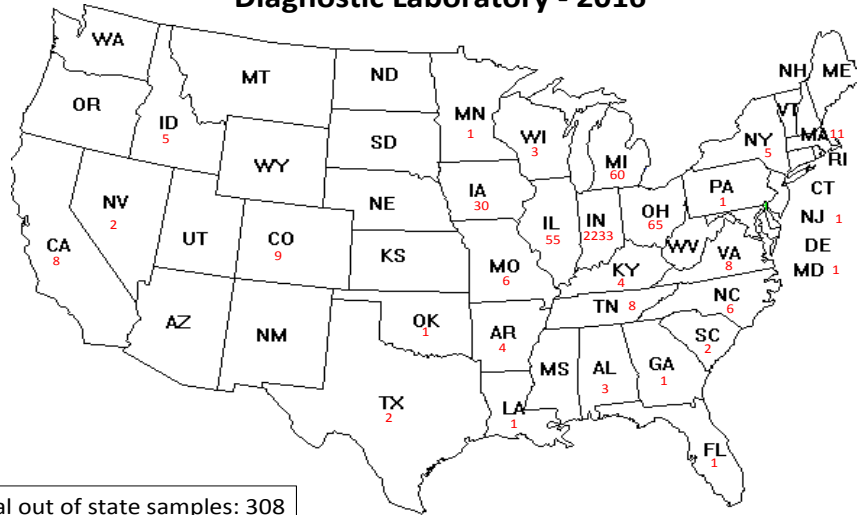 Diagnostic Laboratory - 2016
WA
MT
ND
MN
1
OR
ID
5
SD
WI
3
MI
60
NH
ME
VT
MA 11
NY
5
RI
WY
IA
30
PA
1
CT
NV
2
NE
IL
55
IN
2233
OH
65
NJ 1
UT
CO
9
CA
8
KS
MO
6
WV
VA
8
DE
KY
4
MD 1
AZ
NM
OK
1
AR
4
TN 8
NC
6
SC
2
MS
AL
3
GA
1
TX
2
LA
1
FL
1
out of state samples: 308